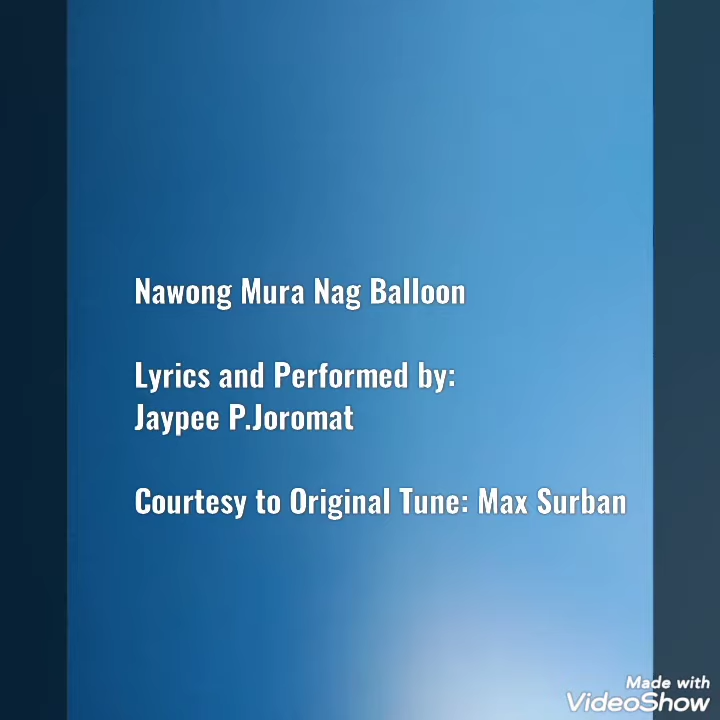 Nawong Mura Nag Balloon
Lyrics and Performed by:
Jaypee P.Joromat
Courtesy to Original Tune: Max Surban
Made with
VideoShow